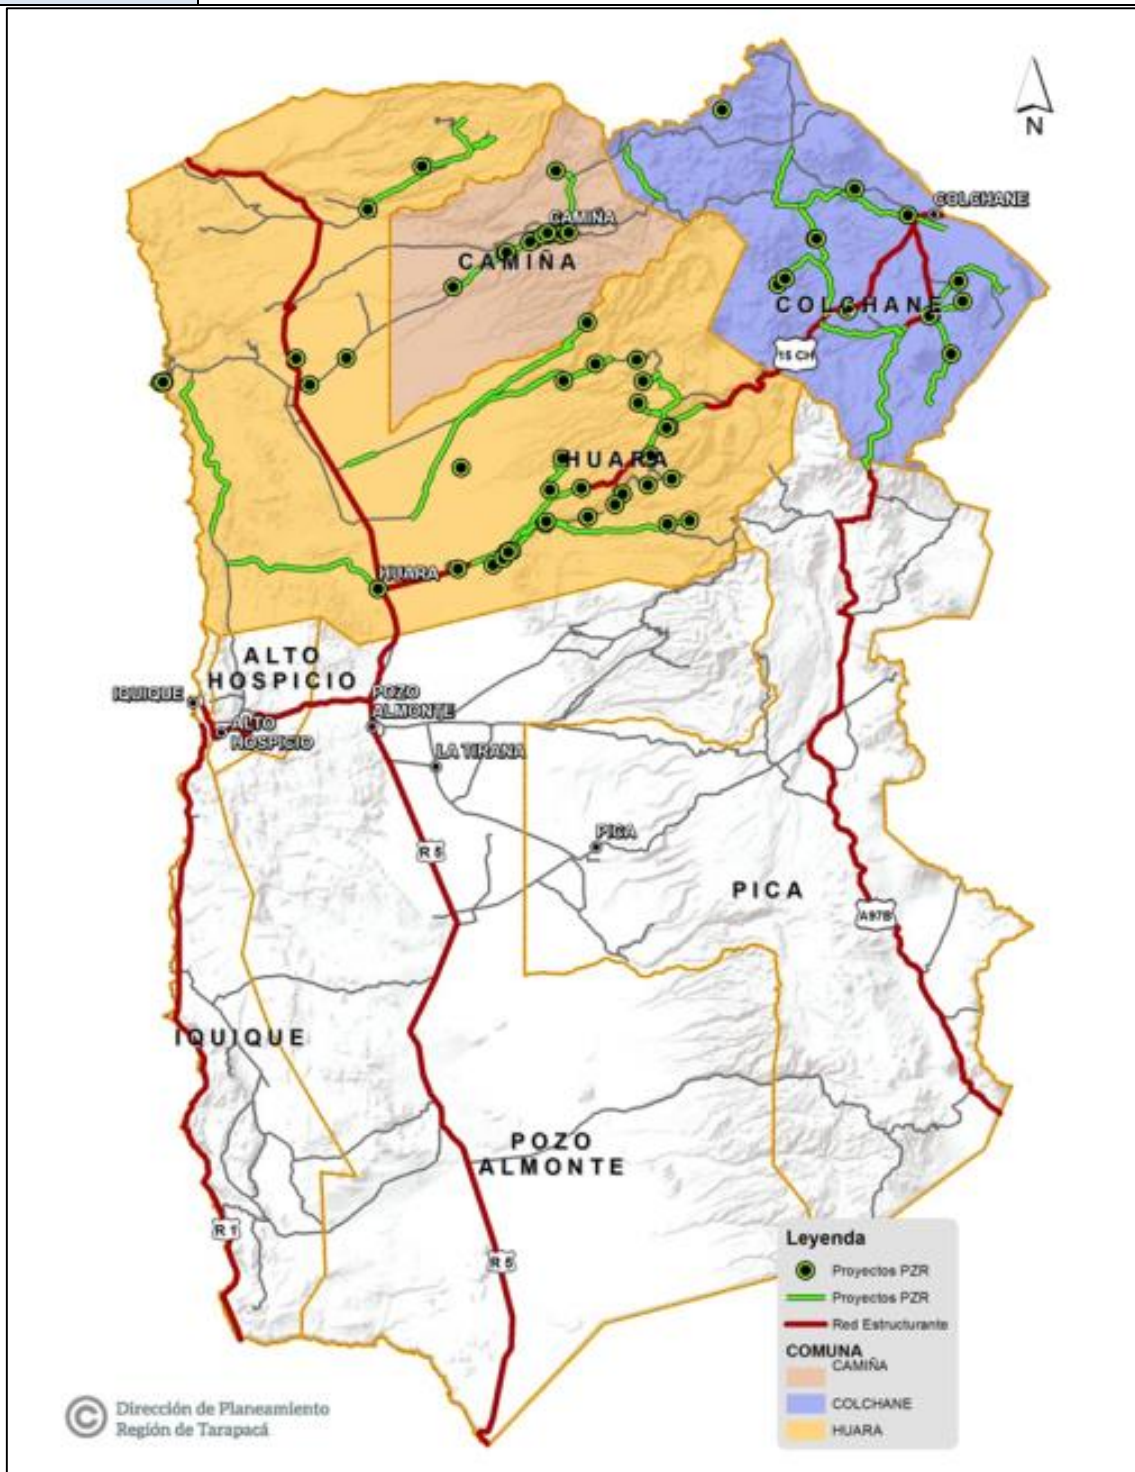 N
COLCHANE
CAMIÑA
CAMIÑA
COLCHANE
15 CH
HUARA
HUARA
ALTO
HOSPICIO
IQUIQUE
POZO
ALMONTE
ALTO
HOSPICIO
LA TIRANA
PICA
R 5
PICA
A97B
IQUIQUE
POZO
ALMONTE
R 1
R 5
Leyenda
Proyectos PZR
Proyectos PZR
Red Estructurante
COMUNA
CAMIÑA
COLCHANE
HUARA
© Dirección de Planeamiento
Región de Tarapacá